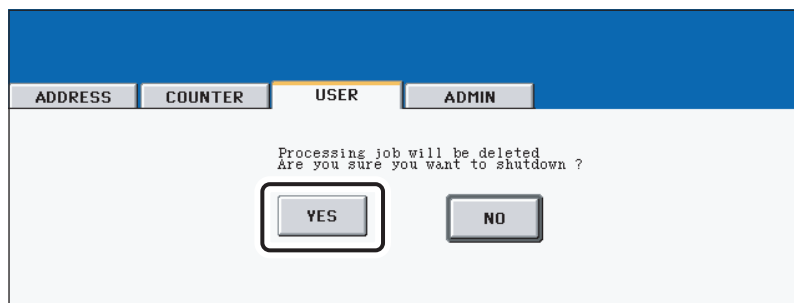 ADDRESS COUNTER USER ADMIN
Processing job will be deleted
Are you sure you want to shutdown ?
YES NO